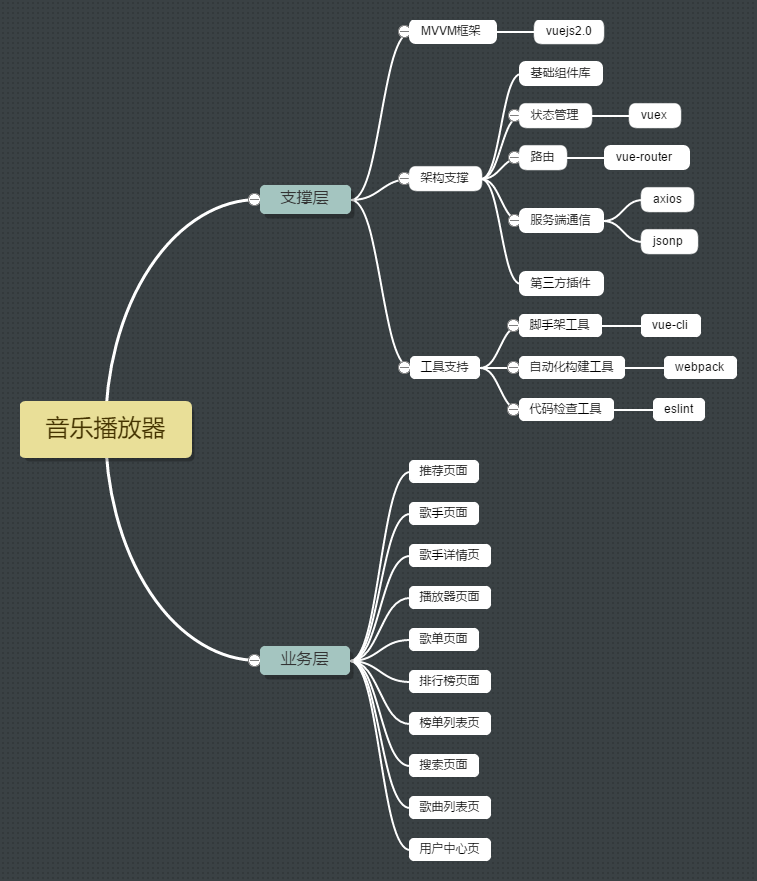 音乐播放器
支撑层
MVVM框架
vuejs2.0
架构支撑
基础组件库
状态管理
vuex
路由
vue-router
服务端通信
axios
jsonp
第三方插件
工具支持
脚手架工具
vue-cli
自动化构建工具
webpack
代码检查工具
eslint
业务层
推荐页面
歌手页面
歌手详情页
播放器页面
歌单页面
排行榜页面
榜单列表页
搜索页面
歌曲列表页
用户中心页